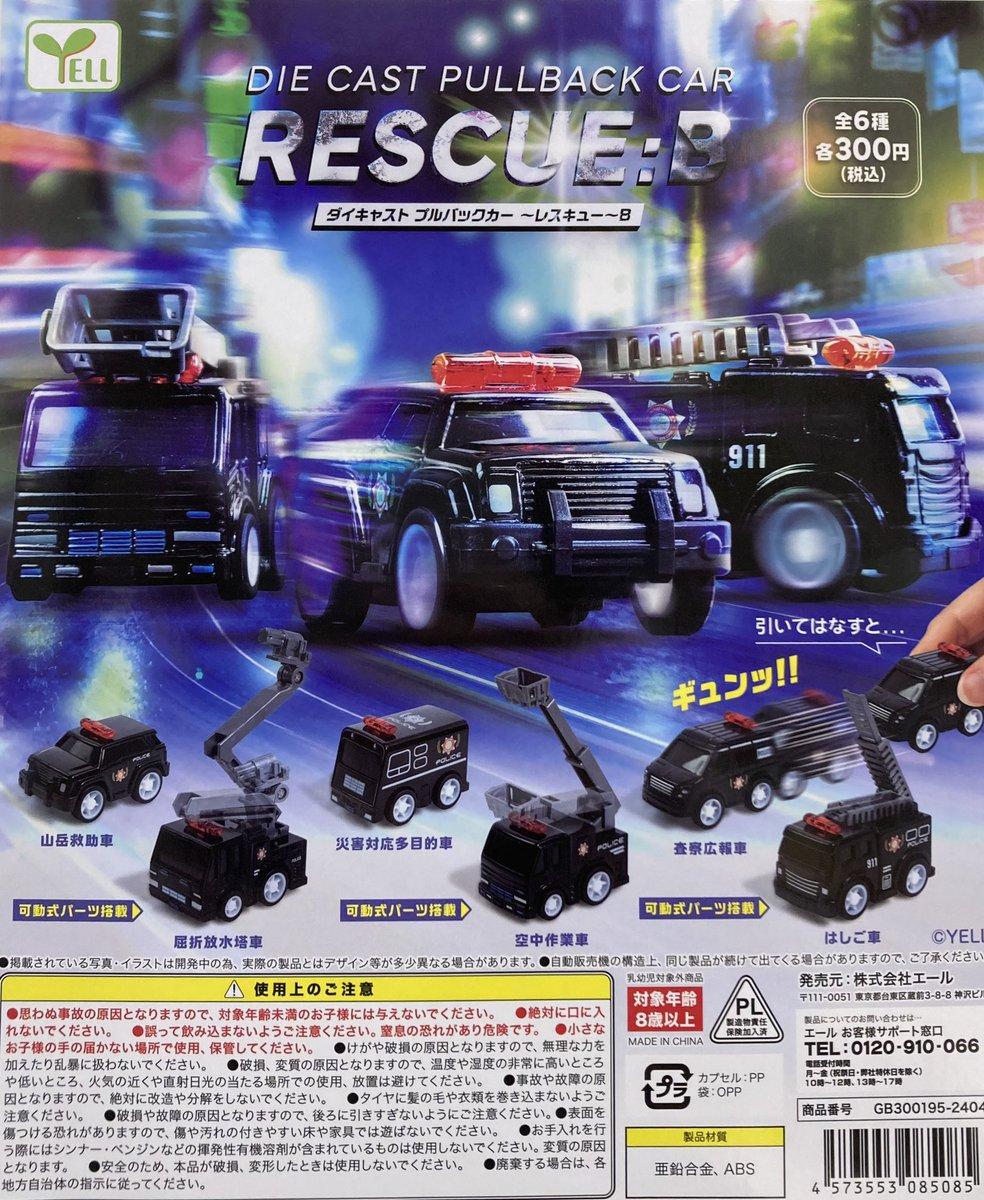 YELL
DIE CAST PULLBACK CAR
RESCUE:B
ダイキャスト プルバックカー 〜レスキュー〜B
全6種
各300円
(税込)
911
引いてはなすと…
ギュンッ!!
POLICE
山岳救助車
POLICE
災害対応多目的車
POLICE
査察広報車
911
POLICE
可動式パーツ搭載
屈折放水塔車
可動式パーツ搭載
空中作業車
可動式パーツ搭載
はしご車
©YELL
●掲載されている写真・イラストは開発中の為、実際の製品とはデザイン等が多少異なる場合があります。●自動販売機の構造上、同じ製品が続けて出てくる場合がありますので、ご了承くださ
使用上のご注意
●思わぬ事故の原因となりますので、対象年齢未満のお子様には与えないでください。 ●絶対に口に入
れないでください。 ●誤って飲み込まないようご注意ください。窒息の恐れがあり危険です。 ●小さな
お子様の手の届かない場所で使用、保管してください。 ●けがや破損の原因となりますので、無理な力を
加えたり乱暴に扱わないでください。 ●破損、変質の原因となりますので、温度や湿度の非常に高いところ
や低いところ、火気の近くや直射日光の当たる場所での使用、放置は避けてください。 ●事故や故障の原
因となりますので、絶対に改造や分解をしないでください。 ●タイヤに髪の毛や衣類を巻き込まないようご
注意ください。 ●破損や故障の原因となりますので、後ろに引きすぎないようにご注意ください。●表面を
傷つける恐れがありますので、傷や汚れの付きやすい床や家具では遊ばないでください。 ●お手入れを行
う際にはシンナー・ベンジンなどの揮発性有機溶剤が含まれているものは使用しないでください。変質の原因
となります。 ●安全のため、本品が破損、変形したときは使用しないでください。 ●廃棄する場合は、各
地方自治体の指示に従ってください。
乳幼児対象外商品
対象年齢
8歳以上
MADE IN CHINA
PL
製造物責任
保険加入済
プラ
カプセル:PP
袋:OPP
製品材質
亜鉛合金、ABS
発売元:株式会社エール
〒111-0051 東京都台東区蔵前3-8-8 神沢ビル
製品についてのお問い合わせは…
エール お客様サポート窓口
TEL:0120-910-066
電話受付時間
月〜金(祝祭日・弊社特休日を除く)
10時〜12時、13時〜17時
商品番号 GB300195-2404
4 573553 085085